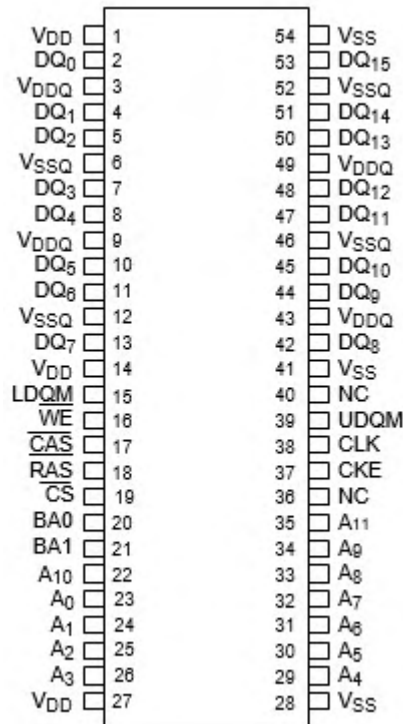 VDD 1 54 VSS
DQ0 2 53 DQ15
VDDQ 3 52 VSSQ
DQ1 4 51 DQ14
DQ2 5 50 DQ13
VSSQ 6 49 VDDQ
DQ3 7 48 DQ12
DQ4 8 47 DQ11
VDDQ 9 46 VSSQ
DQ5 10 45 DQ10
DQ6 11 44 DQ9
VSSQ 12 43 VDDQ
DQ7 13 42 DQ8
VDD 14 41 VSS
LDQM 15 40 NC
WE 16 39 UDQM
CAS 17 38 CLK
RAS 18 37 CKE
CS 19 36 NC
BA0 20 35 A11
BA1 21 34 A9
A10 22 33 A8
A0 23 32 A7
A1 24 31 A6
A2 25 30 A5
A3 26 29 A4
VDD 27 28 VSS